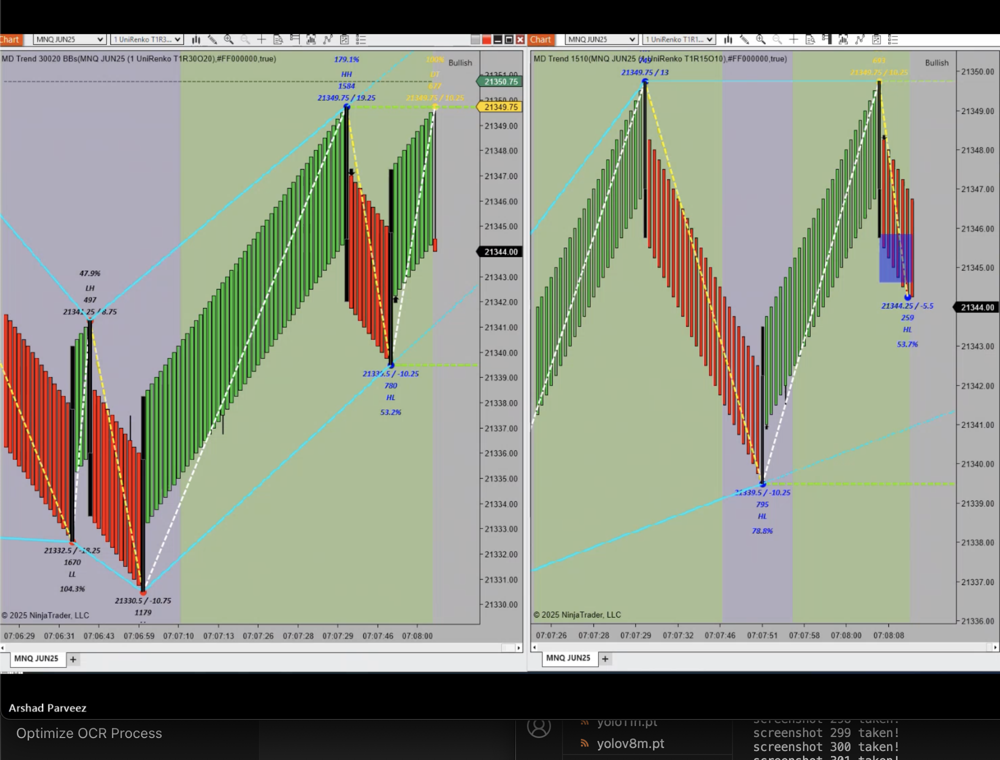 Chart
MNQ JUN25
1 UniRenko T1R3...
MD Trend 30020 BBs(MNQ JUN25 (1 UniRenko T1R30O20),#FF000000,true)
Bullish
179.1%
HH
1584
21349.75 / 19.25
100%
DT
677
21349.75 / 10.25
47.9%
LH
497
21341.25 / 8.75
21339.5 / -10.25
780
HL
53.2%
21332.5 /
1670
LL
104.3%
21330.5 / -10.75
1179
21351.00
21350.75
21349.75
21349.00
21348.00
21347.00
21346.00
21345.00
21344.00
21343.00
21342.00
21341.00
21340.00
21339.00
21338.00
21337.00
21336.00
21335.00
21334.00
21333.00
21332.00
21331.00
21330.00
© 2025 NinjaTrader, LLC
07:06:29 07:06:31 07:06:43 07:06:59 07:07:10 07:07:13 07:07:26 07:07:28 07:07:29 07:07:46 07:08:00
MNQ JUN25
+
Chart
MNQ JUN25
1 UniRenko T1R1...
MD Trend 1510(MNQ JUN25 (1 UniRenko T1R15O10),#FF000000,true)
Bullish
21349.75 / 13
21349.75 / 10.25
21344.25 / -5.5
259
HL
53.7%
21339.5 / -10.25
795
HL
78.8%
21350.00
21349.00
21348.00
21347.00
21346.00
21345.00
21344.00
21343.00
21342.00
21341.00
21340.00
21339.00
21338.00
21337.00
21336.00
© 2025 NinjaTrader, LLC
07:07:26 07:07:28 07:07:29 07:07:32 07:07:46 07:07:51 07:07:58 07:08:00 07:08:08
MNQ JUN25
+
Arshad Parveez
Optimize OCR Process
yolo11n.pt
yolov8m.pt
screenshot 298 taken!
screenshot 299 taken!
screenshot 300 taken!
screenshot 301 taken!